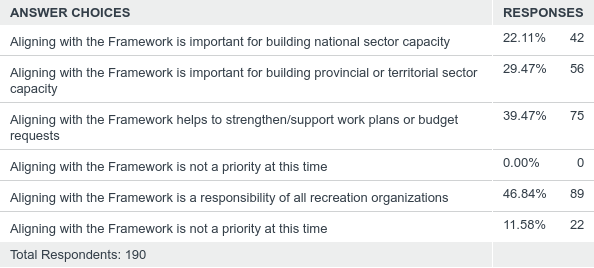 ANSWER CHOICES RESPONSES
Aligning with the Framework is important for building national sector capacity 22.11% 42
Aligning with the Framework is important for building provincial or territorial sector 29.47% 56
capacity
Aligning with the Framework helps to strengthen/support work plans or budget 39.47% 75
requests
Aligning with the Framework is not a priority at this time 0.00% 0
Aligning with the Framework is a responsibility of all recreation organizations 46.84% 89
Aligning with the Framework is not a priority at this time 11.58% 22
Total Respondents: 190